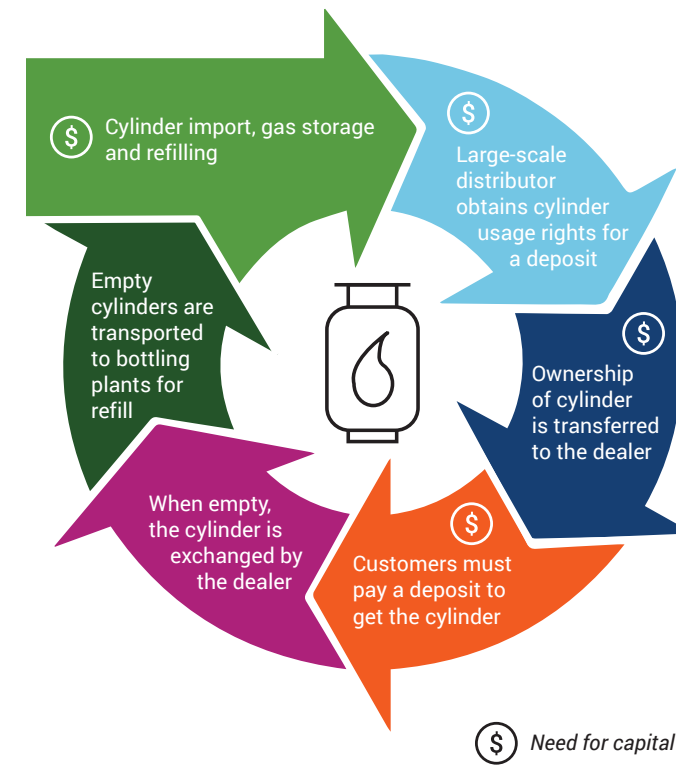 $
Cylinder import, gas storage
and refilling
$
Large-scale
distributor
obtains cylinder
usage rights for
a deposit
$
Ownership
of cylinder
is transferred
to the dealer
$
Customers must
pay a deposit to
get the cylinder
When empty,
the cylinder is
exchanged by
the dealer
Empty
cylinders are
transported
to bottling
plants for
refill
$ Need for capital